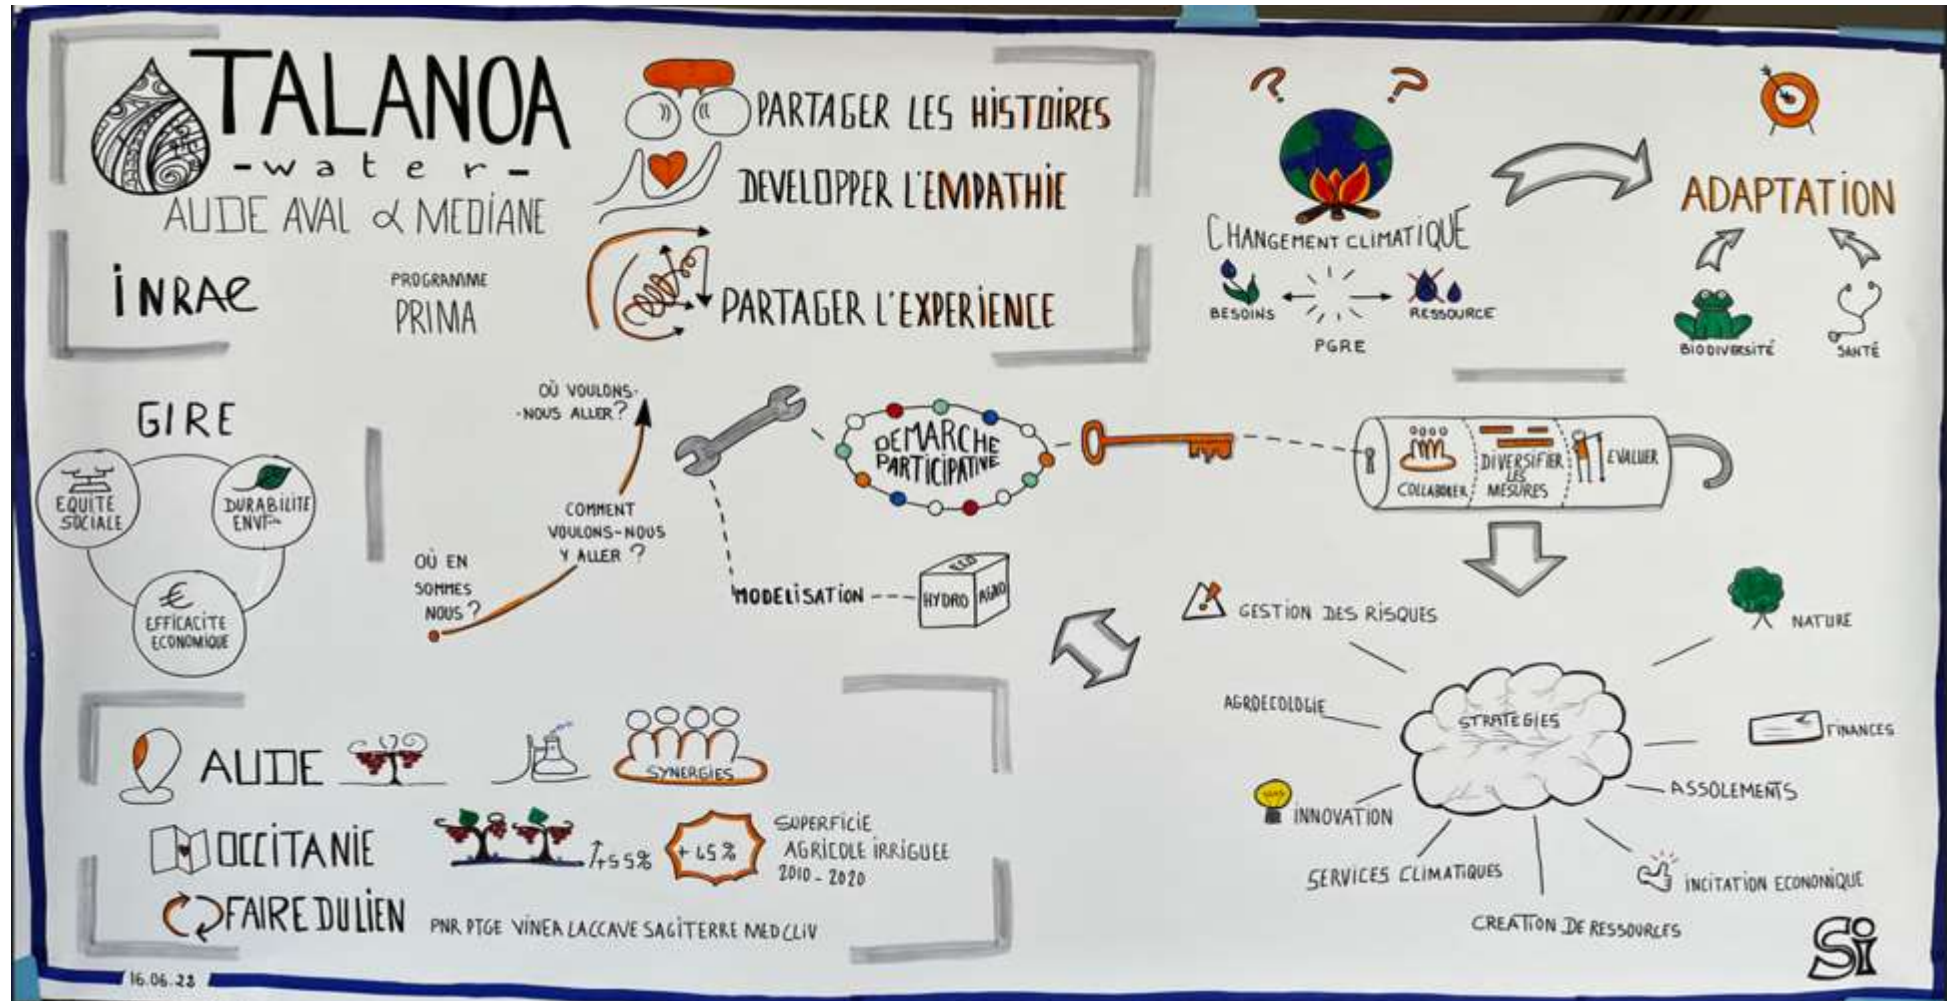 TALANOA
-water-
AUDE AVAL & MEDIANE
INRAE
PROGRAMME
PRIMA
PARTAGER LES HISTOIRES
DEVELOPPER L'EMPATHIE
PARTAGER L'EXPERIENCE
? ?
CHANGEMENT CLIMATIQUE
BESOINS
RESSOURCE
PGRE
ADAPTATION
BIODIVERSITÉ
SANTÉ
GIRE
EQUITE
SOCIALE
DURABILITE
ENVT
€
EFFICACITE
ECONOMIQUE
OÙ VOULONS-
-NOUS ALLER ?
COMMENT
VOULONS-NOUS
Y ALLER ?
OÙ EN
SOMMES
NOUS ?
DEMARCHE
PARTICIPATIVE
MODELISATION
ECO
HYDRO
AGRO
COLLABORER
DIVERSIFIER
LES
MESURES
EVALUER
GESTION DES RISQUES
NATURE
AGROECOLOGIE
STRATEGIES
FINANCES
ASSOLEMENTS
INNOVATION
SERVICES CLIMATIQUES
INCITATION ECONOMIQUE
CREATION DE RESSOURCES
AUDE
SYNERGIES
OCCITANIE
+55%
+65%
SUPERFICIE
AGRICOLE IRRIGUEE
2010-2020
FAIRE DU LIEN
PNR PTGE VINEA LACCAVE SAGITERRE MEDCLIV
Si